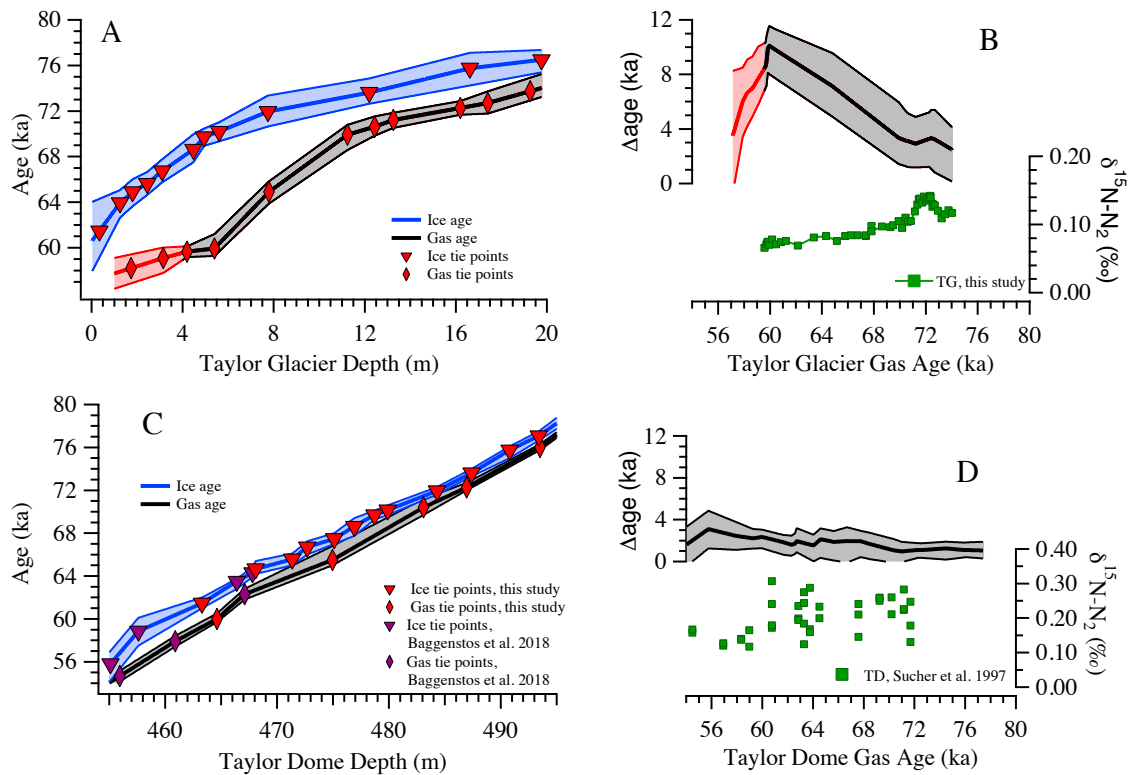 A
80
76
72
68
64
60
Age (ka)
Ice age
Gas age
Ice tie points
Gas tie points
0
4
8
12
16
20
Taylor Glacier Depth (m)
B
12
8
4
0
Δage (ka)
0.20
0.10
0.00
δ15N-N2 (‰)
TG, this study
56
60
64
68
72
76
80
Taylor Glacier Gas Age (ka)
C
80
76
72
68
64
60
56
Age (ka)
Ice age
Gas age
Ice tie points, this study
Gas tie points, this study
Ice tie points,
Baggenstos et al. 2018
Gas tie points,
Baggenstos et al. 2018
460
470
480
490
Taylor Dome Depth (m)
D
12
8
4
0
Δage (ka)
0.40
0.30
0.20
0.10
0.00
δ15N-N2 (‰)
TD, Sucher et al. 1997
56
60
64
68
72
76
80
Taylor Dome Gas Age (ka)